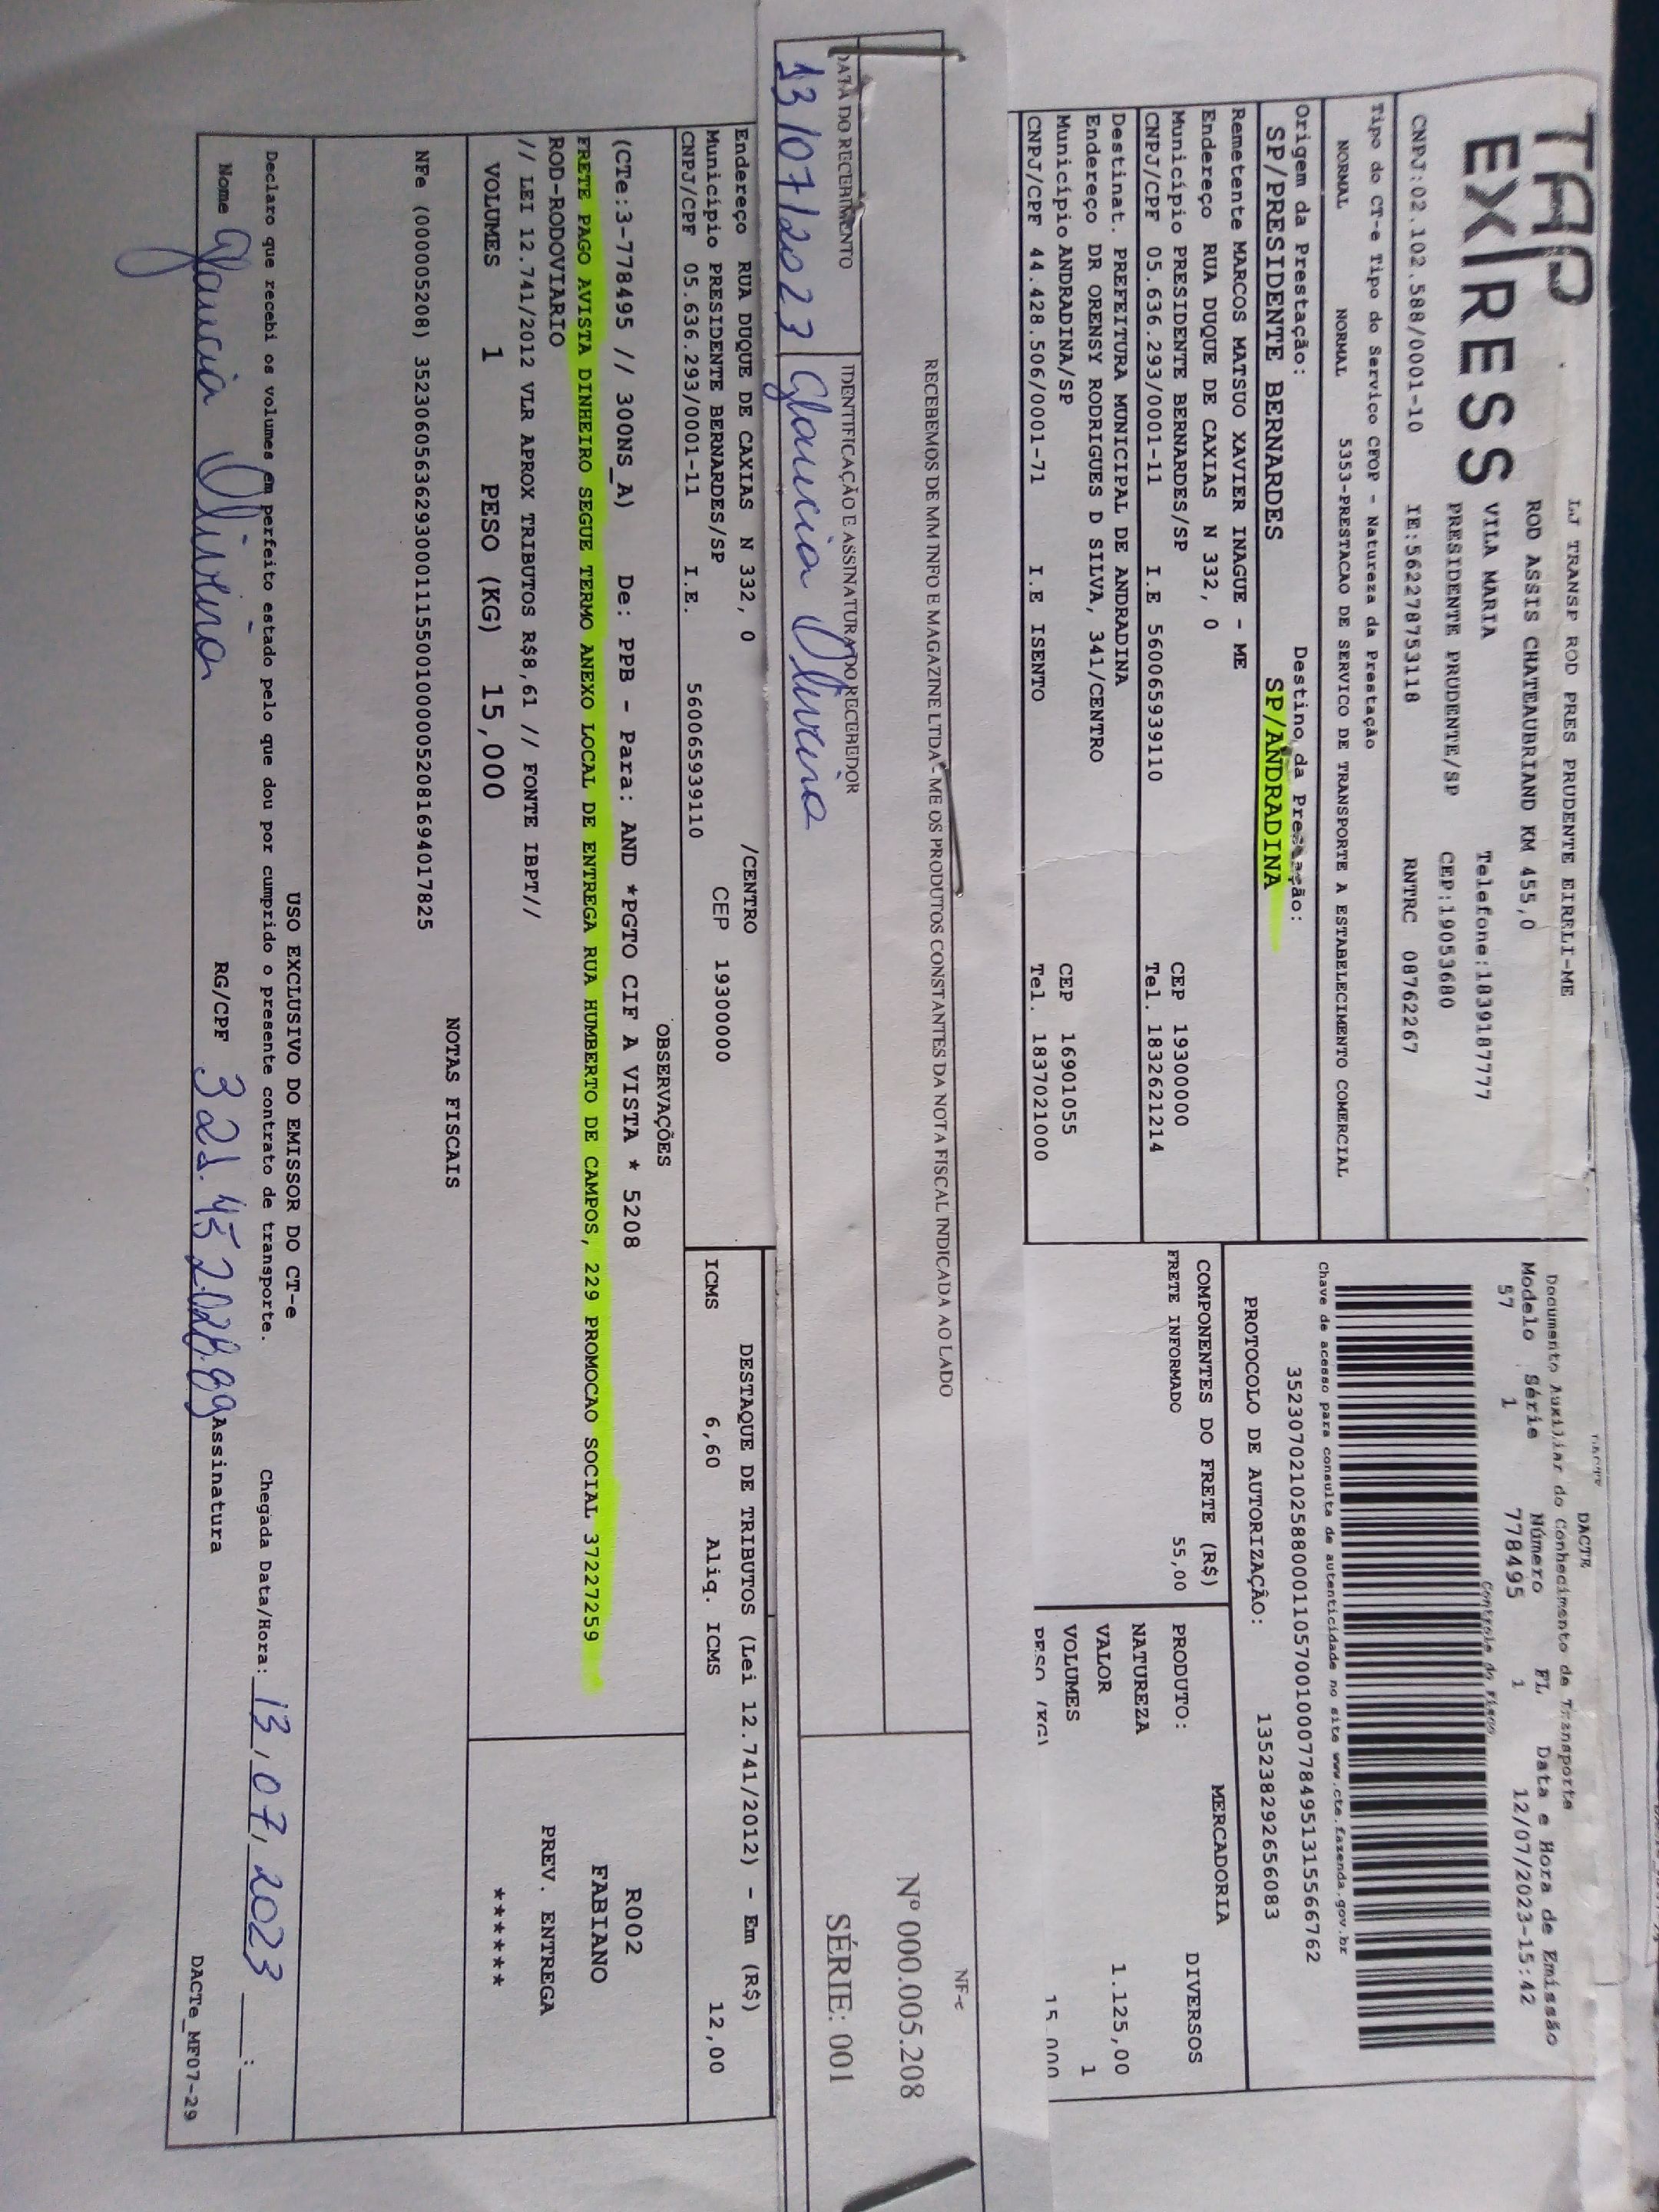 TAP
EXPRESS
LJ TRANSP ROD PRES PRUDENTE EIRELI-ME
ROD ASSIS CHATEAUBRIAND KM 455,0
VILA MARIA Telefone:1839187777
PRESIDENTE PRUDENTE/SP CEP:19053680
CNPJ:02.102.588/0001-10 IE:562278753118 RNTRC 08762267
DACTE
Documento Auxiliar do Conhecimento de Transporte
Modelo Série Número FL Data e Hora de Emissão
57 1 778495 1 12/07/2023-15:42
Controle do Fisco
Tipo do CT-e Tipo do Serviço CFOP - Natureza da Prestação
NORMAL NORMAL 5353-PRESTACAO DE SERVICO DE TRANSPORTE A ESTABELECIMENTO COMERCIAL
Chave de acesso para consulta de autenticidade no site www.cte.fazenda.gov.br
35230702102588000110570010007784951315566762
Origem da Prestação: Destino da Prestação:
SP/PRESIDENTE BERNARDES SP/ANDRADINA
PROTOCOLO DE AUTORIZAÇÃO: 135238292656083
Remetente MARCOS MATSUO XAVIER INAGUE - ME
Endereço RUA DUQUE DE CAXIAS N 332, 0
Município PRESIDENTE BERNARDES/SP CEP 19300000
CNPJ/CPF 05.636.293/0001-11 I.E 560065939110 Tel. 1832621214
Destinat. PREFEITURA MUNICIPAL DE ANDRADINA
Endereço DR ORENSY RODRIGUES D SILVA, 341/CENTRO
Município ANDRADINA/SP CEP 16901055
CNPJ/CPF 44.428.506/0001-71 I.E ISENTO Tel. 1837021000
COMPONENTES DO FRETE (R$)
FRETE INFORMADO 55,00
MERCADORIA
PRODUTO: DIVERSOS
NATUREZA
VALOR 1.125,00
VOLUMES 1
PESO (KG) 15,000
RECEBEMOS DE MM INFO E MAGAZINE LTDA - ME OS PRODUTOS CONSTANTES DA NOTA FISCAL INDICADA AO LADO
NF-e
Nº 000.005.208
SÉRIE: 001
DATA DO RECEBIMENTO IDENTIFICAÇÃO E ASSINATURA DO RECEBEDOR
13/07/2023 Glaucia Oliveira
Endereço RUA DUQUE DE CAXIAS N 332, 0 /CENTRO
Município PRESIDENTE BERNARDES/SP CEP 19300000
CNPJ/CPF 05.636.293/0001-11 I.E. 560065939110
DESTAQUE DE TRIBUTOS (Lei 12.741/2012) - Em (R$)
ICMS 6,60 Aliq. ICMS 12,00
OBSERVAÇÕES
(CTe:3-778495 // 300NS_A) De: PPB - Para: AND *PGTO CIF A VISTA * 5208
FRETE PAGO AVISTA DINHEIRO SEGUE TERMO ANEXO LOCAL DE ENTREGA RUA HUMBERTO DE CAMPOS, 229 PROMOCAO SOCIAL 37227259
ROD-RODOVIARIO
// LEI 12.741/2012 VLR APROX TRIBUTOS R$8,61 // FONTE IBPT//
VOLUMES 1 PESO (KG) 15,000
R002
FABIANO
PREV. ENTREGA
******
NOTAS FISCAIS
NFe (000005208) 35230605636293000111550010000052081694017825
USO EXCLUSIVO DO EMISSOR DO CT-e
Declaro que recebi os volumes em perfeito estado pelo que dou por cumprido o presente contrato de transporte. Chegada Data/Hora: 13/07/2023 ___:___
Nome Glaucia Oliveira RG/CPF Assinatura
DACTe_MF07-29